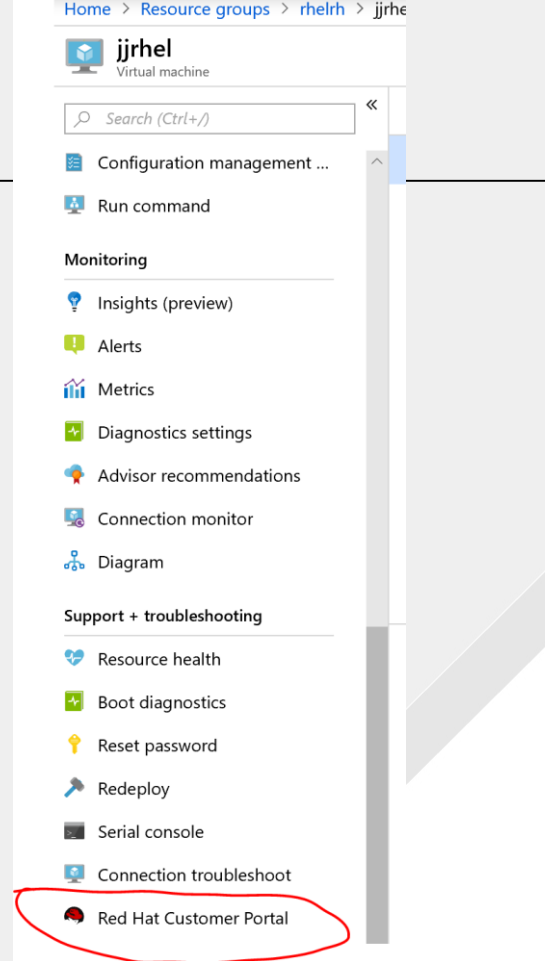 Home > Resource groups > rhelrh > jjrhe
jjrhel
Virtual machine
Search (Ctrl+/)
«
Configuration management ...
Run command
Monitoring
Insights (preview)
Alerts
Metrics
Diagnostics settings
Advisor recommendations
Connection monitor
Diagram
Support + troubleshooting
Resource health
Boot diagnostics
Reset password
Redeploy
Serial console
Connection troubleshoot
Red Hat Customer Portal